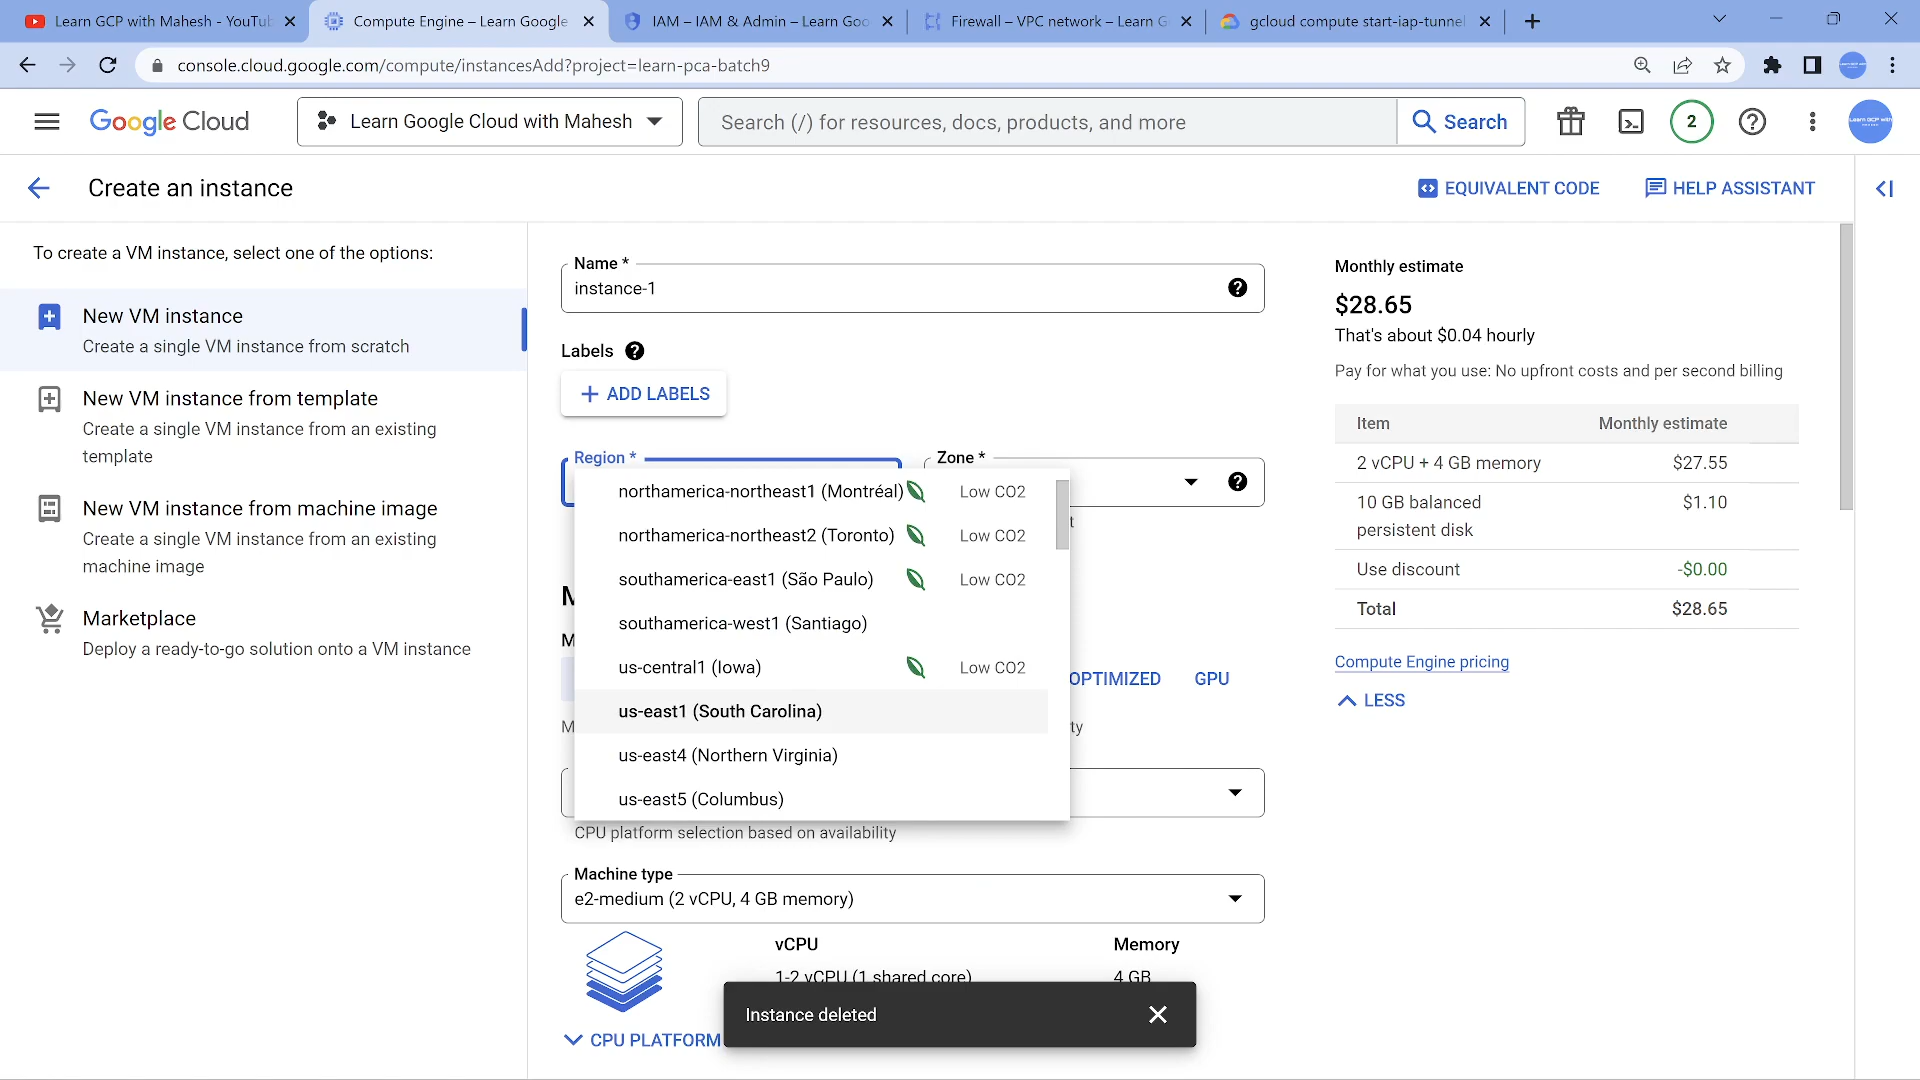 Learn GCP with Mahesh - YouTub
Compute Engine – Learn Google
IAM – IAM & Admin – Learn Goo
Firewall – VPC network – Learn G
gcloud compute start-iap-tunnel
console.cloud.google.com/compute/instancesAdd?project=learn-pca-batch9
Google Cloud
Learn Google Cloud with Mahesh
Search (/) for resources, docs, products, and more
Search
2
Create an instance
EQUIVALENT CODE
HELP ASSISTANT
To create a VM instance, select one of the options:
New VM instance
Create a single VM instance from scratch
New VM instance from template
Create a single VM instance from an existing
template
New VM instance from machine image
Create a single VM instance from an existing
machine image
Marketplace
Deploy a ready-to-go solution onto a VM instance
Name *
instance-1
Labels
ADD LABELS
Region *
Zone *
northamerica-northeast1 (Montréal) Low CO2
northamerica-northeast2 (Toronto) Low CO2
southamerica-east1 (São Paulo) Low CO2
southamerica-west1 (Santiago)
us-central1 (Iowa) Low CO2
us-east1 (South Carolina)
us-east4 (Northern Virginia)
us-east5 (Columbus)
OPTIMIZED
GPU
CPU platform selection based on availability
Machine type
e2-medium (2 vCPU, 4 GB memory)
vCPU
Memory
1-2 vCPU (1 shared core)
4 GB
CPU PLATFORM
Instance deleted
Monthly estimate
$28.65
That's about $0.04 hourly
Pay for what you use: No upfront costs and per second billing
Item Monthly estimate
2 vCPU + 4 GB memory $27.55
10 GB balanced $1.10
persistent disk
Use discount -$0.00
Total $28.65
Compute Engine pricing
LESS